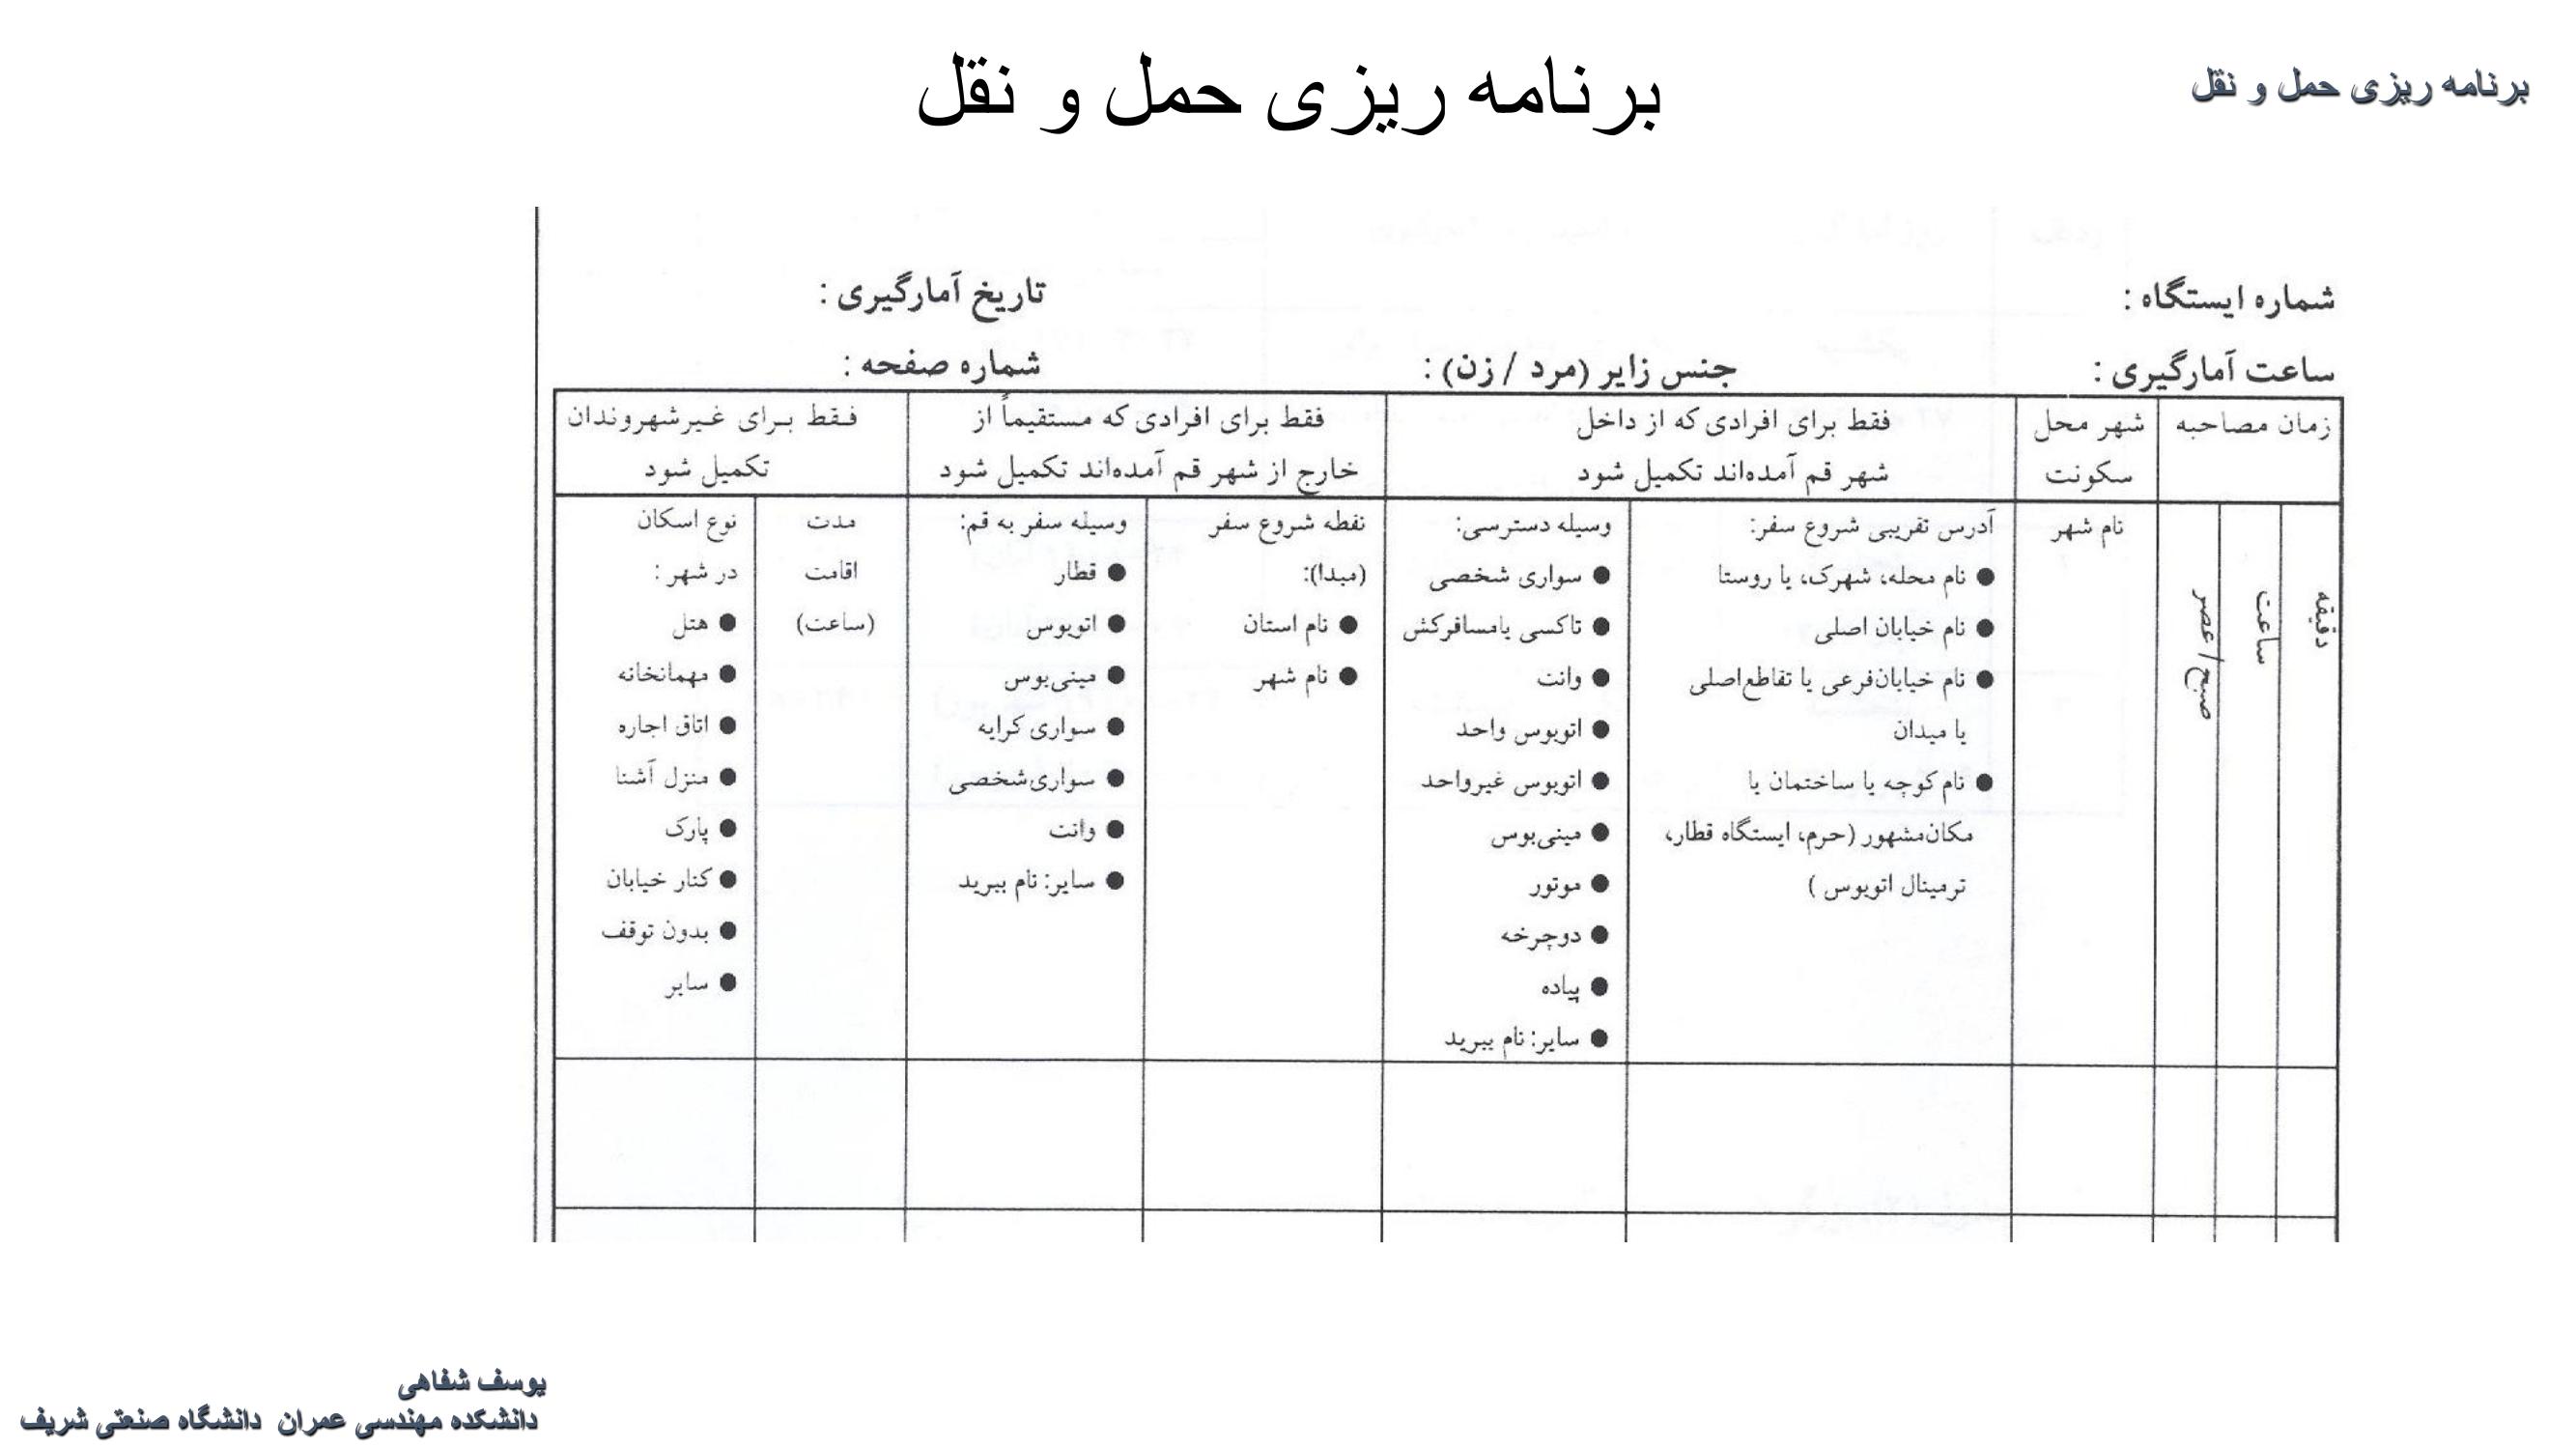 برنامه ریزی حمل و نقل
برنامه ریزی حمل و نقل
شماره ایستگاه :
تاریخ آمارگیری :
ساعت آمارگیری :
جنس زایر (مرد / زن) :
شماره صفحه :
زمان مصاحبه
شهر محل
سکونت
فقط برای افرادی که از داخل
شهر قم آمده‌اند تکمیل شود
فقط برای افرادی که مستقیماً از
خارج از شهر قم آمده‌اند تکمیل شود
فقط برای غیرشهروندان
تکمیل شود
دقیقه
ساعت
صبح/عصر
نام شهر
آدرس تقریبی شروع سفر:
● نام محله، شهرک، یا روستا
● نام خیابان اصلی
● نام خیابان‌فرعی یا تقاطع‌اصلی
یا میدان
● نام کوچه یا ساختمان یا
مکان‌مشهور (حرم، ایستگاه قطار،
ترمینال اتوبوس )
وسیله دسترسی:
● سواری شخصی
● تاکسی یامسافرکش
● وانت
● اتوبوس واحد
● اتوبوس غیرواحد
● مینی‌بوس
● موتور
● دوچرخه
● پیاده
● سایر: نام ببرید
نقطه شروع سفر
(مبدا):
● نام استان
● نام شهر
وسیله سفر به قم:
● قطار
● اتوبوس
● مینی‌بوس
● سواری کرایه
● سواری‌شخصی
● وانت
● سایر: نام ببرید
مدت
اقامت
(ساعت)
نوع اسکان
در شهر :
● هتل
● مهمانخانه
● اتاق اجاره
● منزل آشنا
● پارک
● کنار خیابان
● بدون توقف
● سایر
یوسف شفاهی
دانشکده مهندسی عمران دانشگاه صنعتی شریف